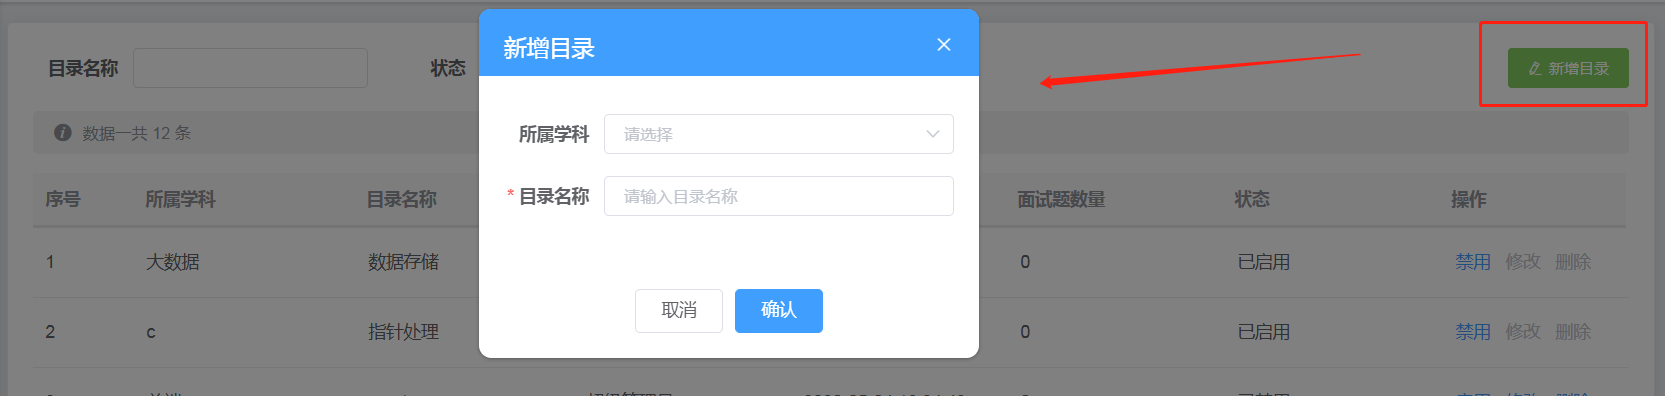 新增目录
目录名称
状态
新增目录
数据一共 12 条
所属学科 请选择
* 目录名称 请输入目录名称
取消 确认
序号 所属学科 目录名称 面试题数量 状态 操作
1 大数据 数据存储 0 已启用 禁用 修改 删除
2 c 指针处理 0 已启用 禁用 修改 删除